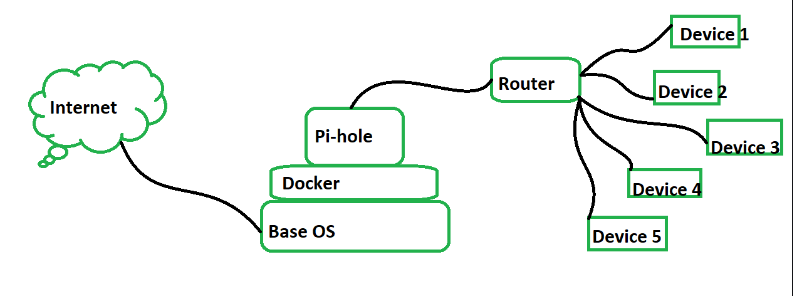 Internet
Pi-hole
Docker
Base OS
Router
Device 1
Device 2
Device 3
Device 4
Device 5